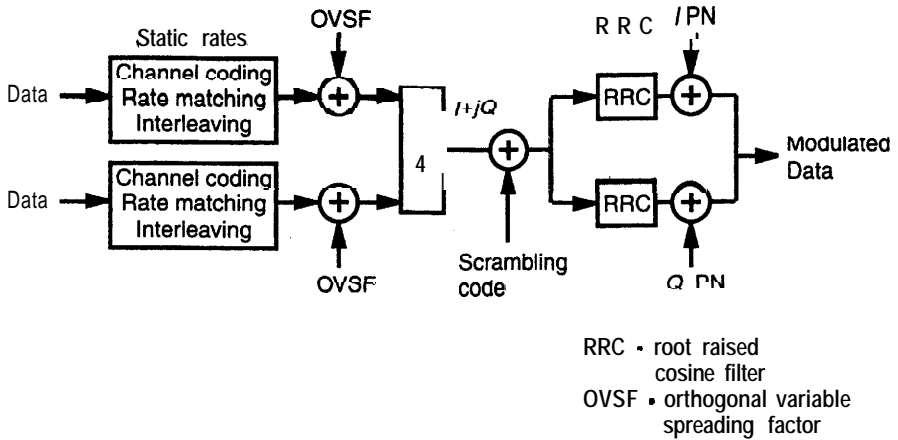 OVSF
R R C
I PN
Static rates
Channel coding
Rate matching
Interleaving
Data
RRC
I+jQ
4
Modulated
Data
Channel coding
Rate matching
Interleaving
Data
RRC
OVSF
Scrambling
code
Q PN
RRC - root raised
cosine filter
OVSF - orthogonal variable
spreading factor